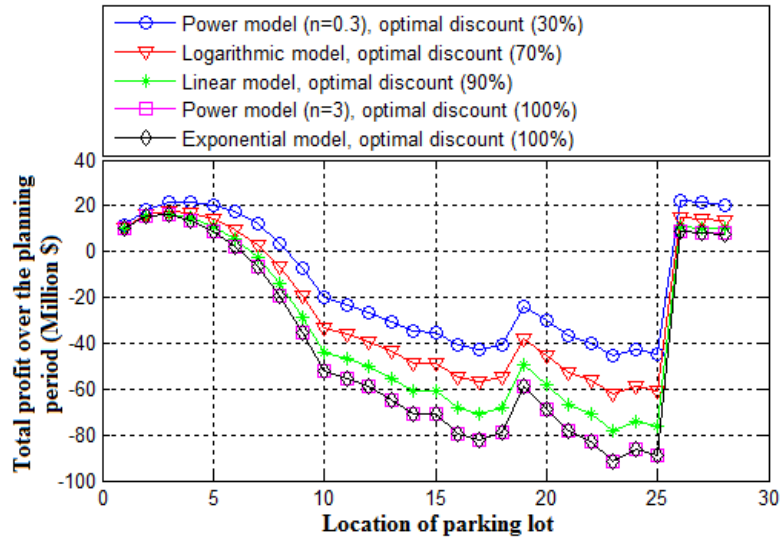 Power model (n=0.3), optimal discount (30%)
Logarithmic model, optimal discount (70%)
Linear model, optimal discount (90%)
Power model (n=3), optimal discount (100%)
Exponential model, optimal discount (100%)
Total profit over the planning
period (Million $)
40
20
0
-20
-40
-60
-80
-100
0 5 10 15 20 25 30
Location of parking lot